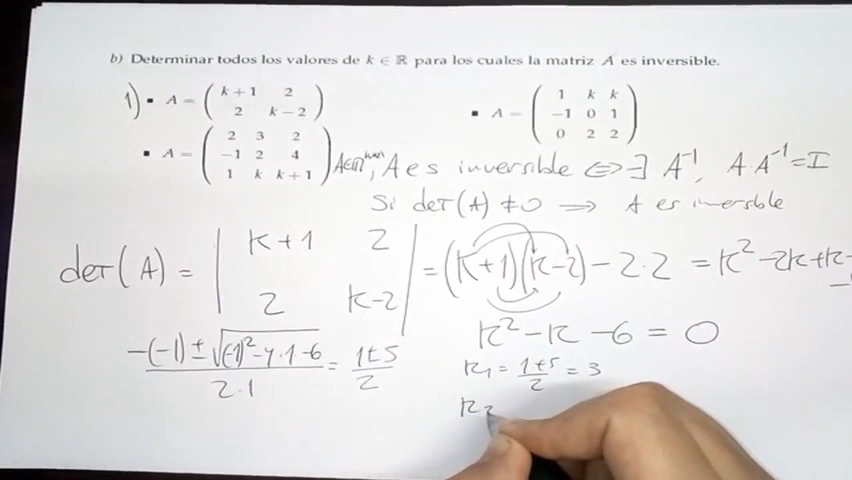 b) Determinar todos los valores de k ∈ ℝ para los cuales la matriz A es inversible.
1) ▪ A = ( k+1 2 ; 2 k−2 )
▪ A = ( 1 k k ; −1 0 1 ; 0 2 2 )
▪ A = ( 2 3 2 ; −1 2 4 ; 1 k k+1 )
A es inversible ⇔ ∃ A⁻¹, A·A⁻¹ = I
Si det(A) ≠ 0 ⟹ A es inversible
det(A) = | k+1 2 ; 2 k-2 | = (k+1)(k-2) - 2·2 = k² - 2k + k -
k² - k - 6 = 0
-(-1) ± √(-1)² - 4·1·-6 / 2·1 = 1±5 / 2
k₁ = 1+5 / 2 = 3
k₂